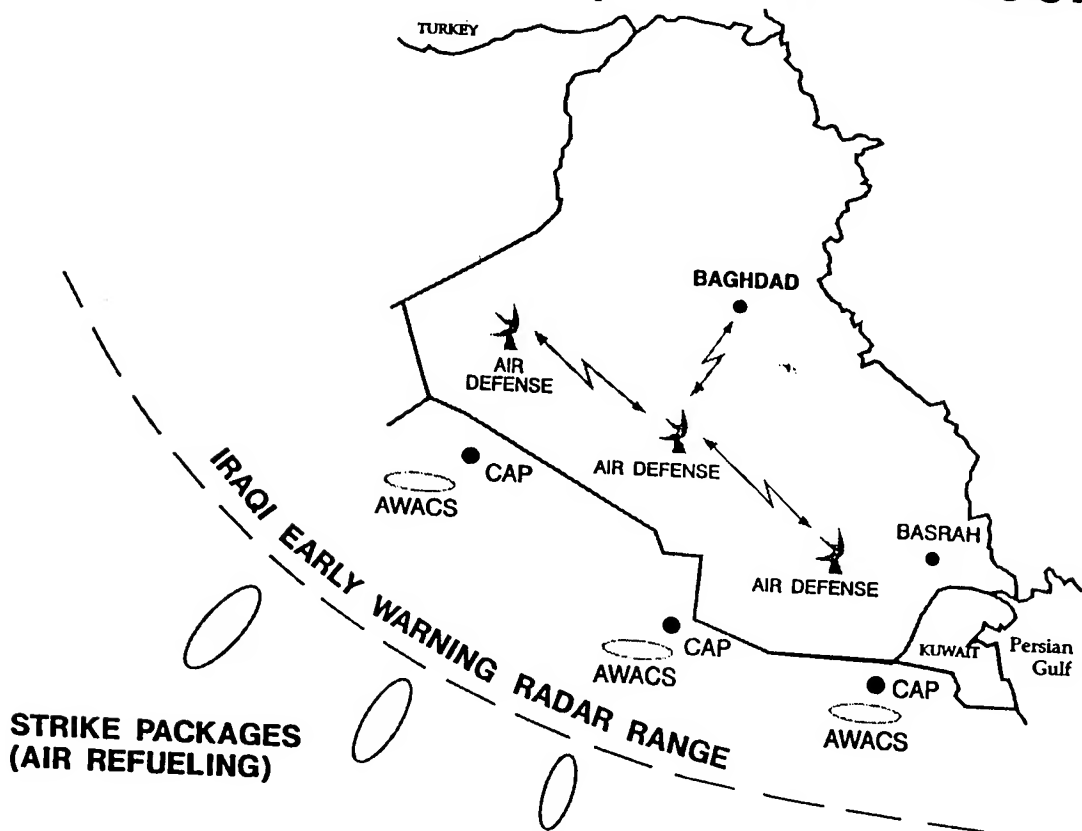 TURKEY
BAGHDAD
AIR
DEFENSE
AIR DEFENSE
CAP
AWACS
BASRAH
AIR DEFENSE
IRAQI EARLY WARNING RADAR RANGE
CAP
AWACS
KUWAIT
Persian
Gulf
CAP
AWACS
STRIKE PACKAGES
(AIR REFUELING)